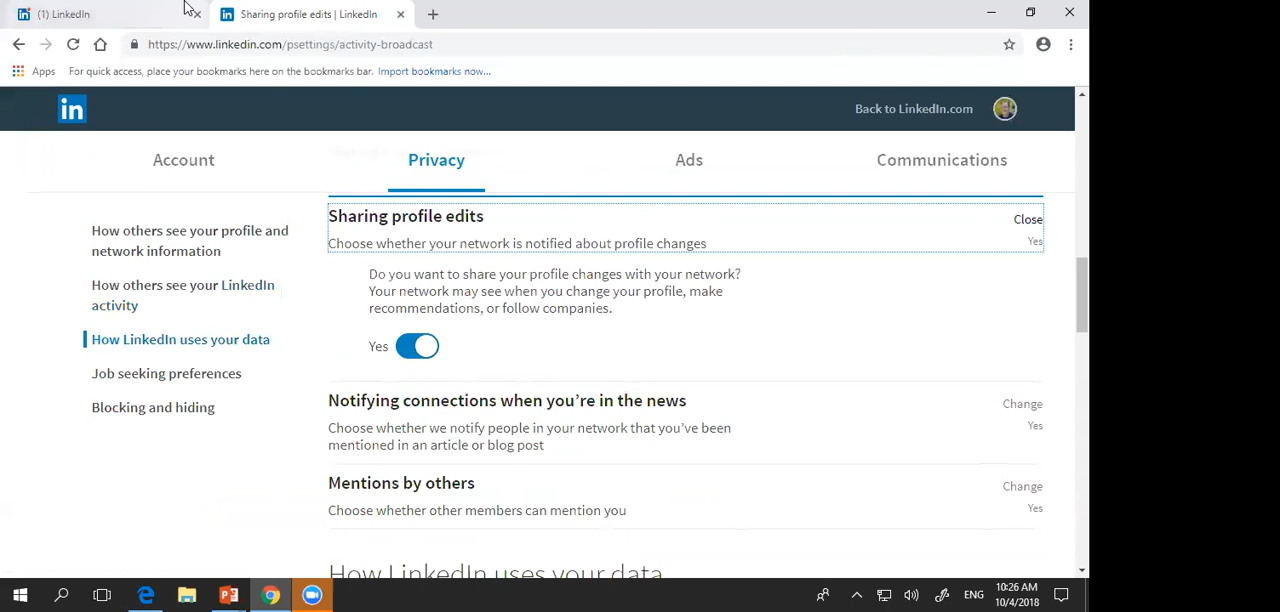 (1) LinkedIn
Sharing profile edits | LinkedIn
https://www.linkedin.com/psettings/activity-broadcast
Apps For quick access, place your bookmarks here on the bookmarks bar. Import bookmarks now...
in
Back to LinkedIn.com
Account Privacy Ads Communications
How others see your profile and
network information
How others see your LinkedIn
activity
How LinkedIn uses your data
Job seeking preferences
Blocking and hiding
Sharing profile edits
Close
Choose whether your network is notified about profile changes
Yes
Do you want to share your profile changes with your network?
Your network may see when you change your profile, make
recommendations, or follow companies.
Yes
Notifying connections when you're in the news
Change
Choose whether we notify people in your network that you've been
mentioned in an article or blog post
Yes
Mentions by others
Change
Choose whether other members can mention you
Yes
How LinkedIn uses your data
ENG
10:26 AM
10/4/2018